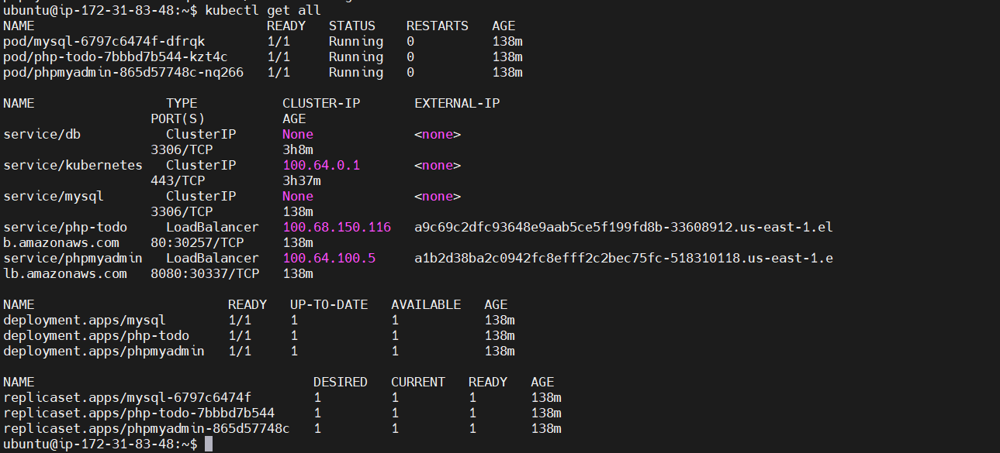 ubuntu@ip-172-31-83-48:~$ kubectl get all
NAME READY STATUS RESTARTS AGE
pod/mysql-6797c6474f-dfrqk 1/1 Running 0 138m
pod/php-todo-7bbbd7b544-kzt4c 1/1 Running 0 138m
pod/phpmyadmin-865d57748c-nq266 1/1 Running 0 138m
NAME TYPE CLUSTER-IP EXTERNAL-IP
PORT(S) AGE
service/db ClusterIP None <none>
3306/TCP 3h8m
service/kubernetes ClusterIP 100.64.0.1 <none>
443/TCP 3h37m
service/mysql ClusterIP None <none>
3306/TCP 138m
service/php-todo LoadBalancer 100.68.150.116 a9c69c2dfc93648e9aab5ce5f199fd8b-33608912.us-east-1.el
b.amazonaws.com 80:30257/TCP 138m
service/phpmyadmin LoadBalancer 100.64.100.5 a1b2d38ba2c0942fc8efff2c2bec75fc-518310118.us-east-1.e
lb.amazonaws.com 8080:30337/TCP 138m
NAME READY UP-TO-DATE AVAILABLE AGE
deployment.apps/mysql 1/1 1 1 138m
deployment.apps/php-todo 1/1 1 1 138m
deployment.apps/phpmyadmin 1/1 1 1 138m
NAME DESIRED CURRENT READY AGE
replicaset.apps/mysql-6797c6474f 1 1 1 138m
replicaset.apps/php-todo-7bbbd7b544 1 1 1 138m
replicaset.apps/phpmyadmin-865d57748c 1 1 1 138m
ubuntu@ip-172-31-83-48:~$